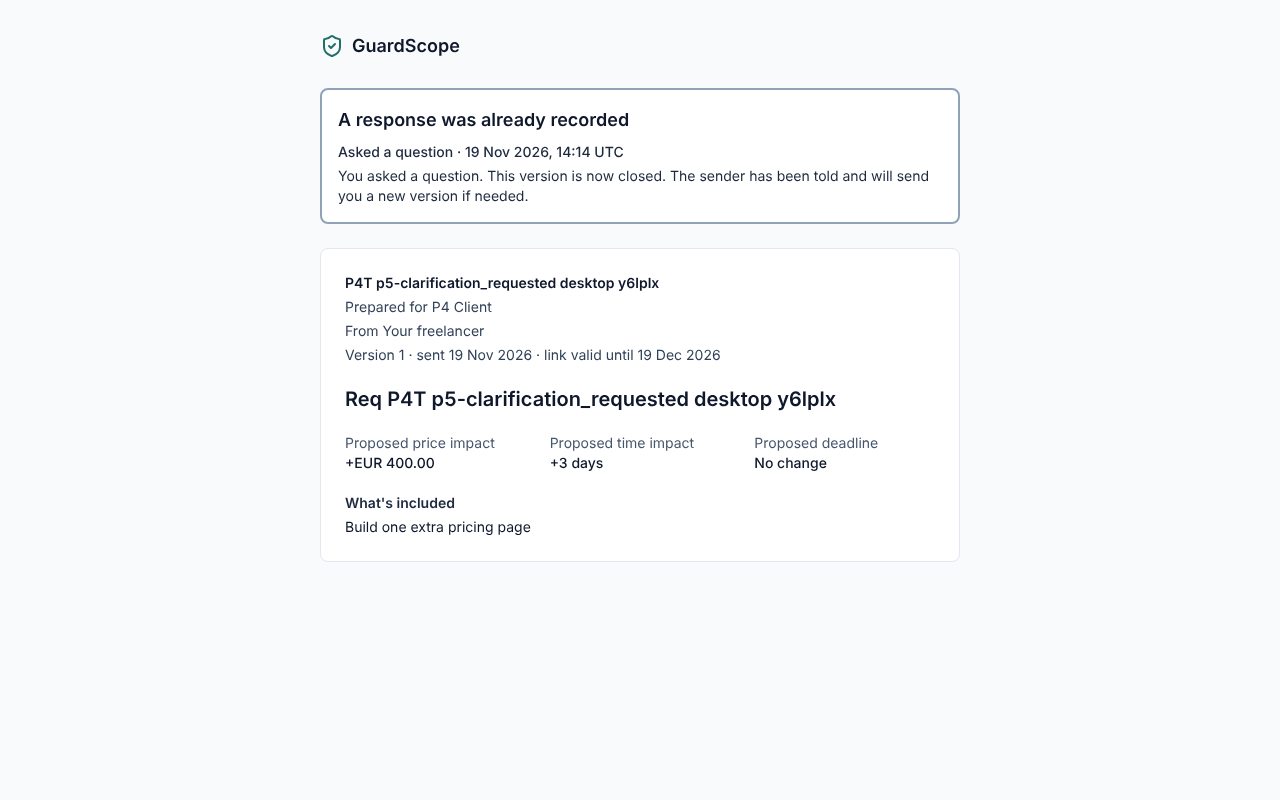 GuardScope
A response was already recorded
Asked a question · 19 Nov 2026, 14:14 UTC
You asked a question. This version is now closed. The sender has been told and will send
you a new version if needed.
P4T p5-clarification_requested desktop y6lplx
Prepared for P4 Client
From Your freelancer
Version 1 · sent 19 Nov 2026 · link valid until 19 Dec 2026
Req P4T p5-clarification_requested desktop y6lplx
Proposed price impact
+EUR 400.00
Proposed time impact
+3 days
Proposed deadline
No change
What's included
Build one extra pricing page